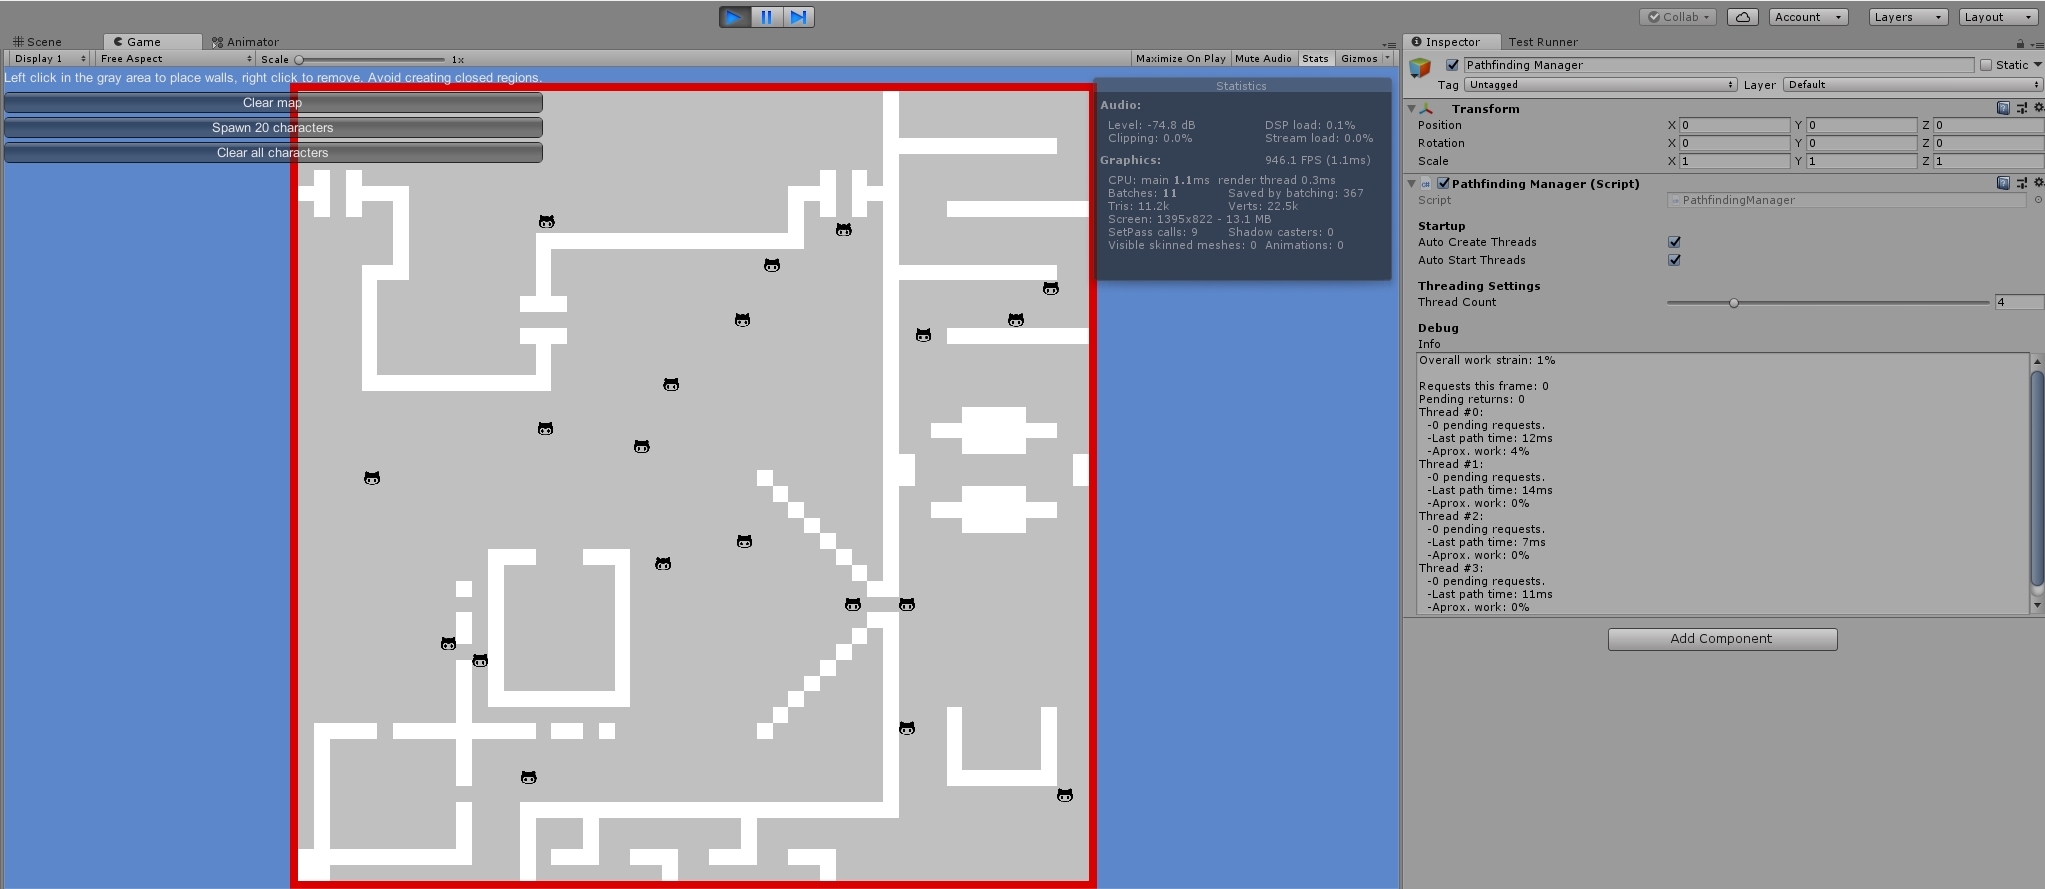 Collab
Account
Layers
Layout
Scene
Game
Animator
Inspector
Test Runner
Display 1
Free Aspect
Scale
1x
Maximize On Play
Mute Audio
Stats
Gizmos
Left click in the gray area to place walls, right click to remove. Avoid creating closed regions.
Clear map
Spawn 20 characters
Clear all characters
Statistics
Audio:
Level: -74.8 dB DSP load: 0.1%
Clipping: 0.0% Stream load: 0.0%
Graphics: 946.1 FPS (1.1ms)
CPU: main 1.1ms render thread 0.3ms
Batches: 11 Saved by batching: 367
Tris: 11.2k Verts: 22.5k
Screen: 1395x822 - 13.1 MB
SetPass calls: 9 Shadow casters: 0
Visible skinned meshes: 0 Animations: 0
Pathfinding Manager Static
Tag Untagged Layer Default
Transform
Position X 0 Y 0 Z 0
Rotation X 0 Y 0 Z 0
Scale X 1 Y 1 Z 1
Pathfinding Manager (Script)
Script PathfindingManager
Startup
Auto Create Threads
Auto Start Threads
Threading Settings
Thread Count 4
Debug
Info
Overall work strain: 1%
Requests this frame: 0
Pending returns: 0
Thread #0:
-0 pending requests.
-Last path time: 12ms
-Aprox. work: 4%
Thread #1:
-0 pending requests.
-Last path time: 14ms
-Aprox. work: 0%
Thread #2:
-0 pending requests.
-Last path time: 7ms
-Aprox. work: 0%
Thread #3:
-0 pending requests.
-Last path time: 11ms
-Aprox. work: 0%
Add Component